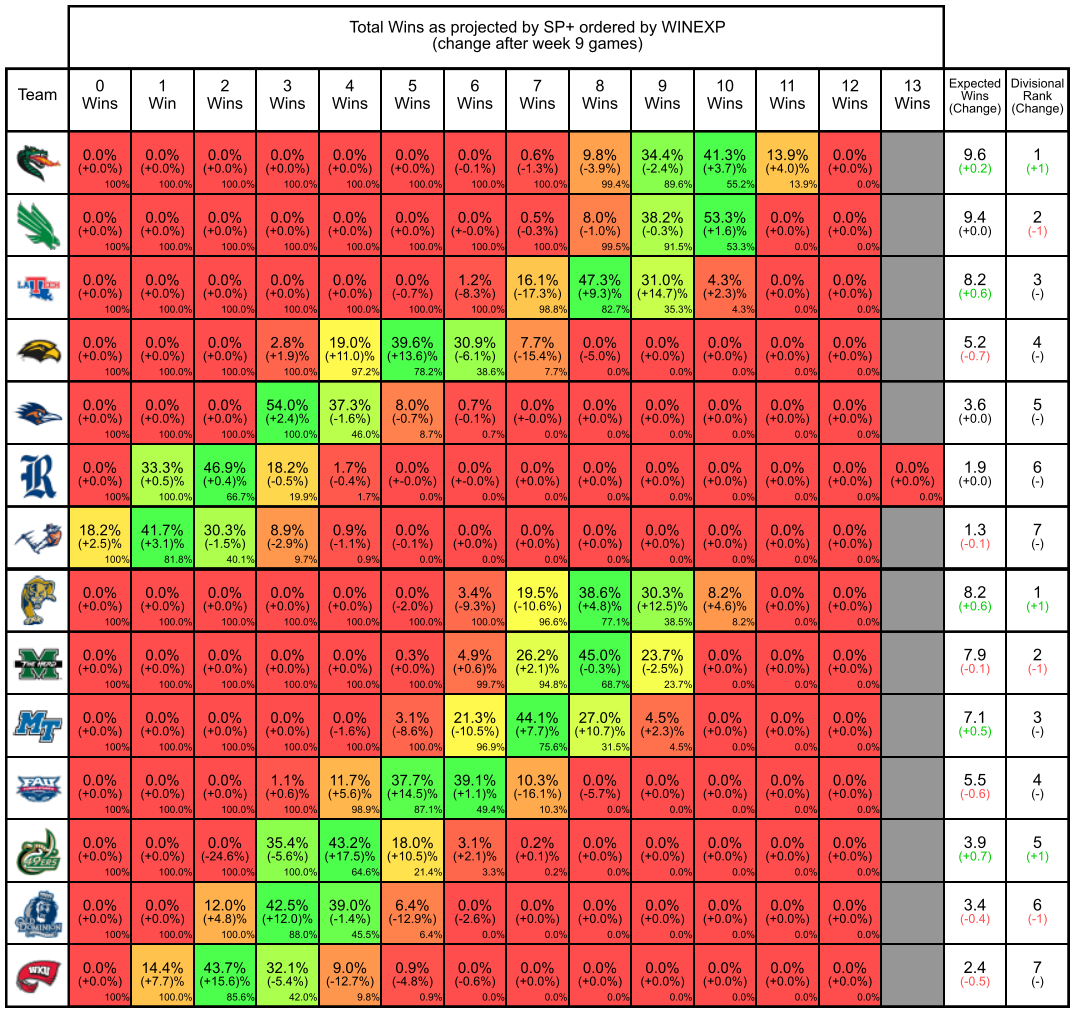 Total Wins as projected by SP+ ordered by WINEXP
(change after week 9 games)
Team
0 Wins
1 Win
2 Wins
3 Wins
4 Wins
5 Wins
6 Wins
7 Wins
8 Wins
9 Wins
10 Wins
11 Wins
12 Wins
13 Wins
Expected Wins (Change)
Divisional Rank (Change)
0.0% 0.0% 0.0% 0.0% 0.0% 0.0% 0.0% 0.6% 9.8% 34.4% 41.3% 13.9% 0.0% 9.6 1
(+0.0%) (+0.0%) (+0.0%) (+0.0%) (+0.0%) (+0.0%) (-0.1%) (-1.3%) (-3.9%) (-2.4%) (+3.7)% (+4.0)% (+0.0%) (+0.2) (+1)
100% 100.0% 100.0% 100.0% 100.0% 100.0% 100.0% 100.0% 99.4% 89.6% 55.2% 13.9% 0.0%
0.0% 0.0% 0.0% 0.0% 0.0% 0.0% 0.0% 0.5% 8.0% 38.2% 53.3% 0.0% 0.0% 9.4 2
(+0.0%) (+0.0%) (+0.0%) (+0.0%) (+0.0%) (+0.0%) (+-0.0%) (-0.3%) (-1.0%) (-0.3%) (+1.6)% (+0.0%) (+0.0%) (+0.0) (-1)
100% 100.0% 100.0% 100.0% 100.0% 100.0% 100.0% 100.0% 99.5% 91.5% 53.3% 0.0% 0.0%
LA TECH 0.0% 0.0% 0.0% 0.0% 0.0% 0.0% 1.2% 16.1% 47.3% 31.0% 4.3% 0.0% 0.0% 8.2 3
(+0.0%) (+0.0%) (+0.0%) (+0.0%) (+0.0%) (-0.7%) (-8.3%) (-17.3%) (+9.3)% (+14.7)% (+2.3)% (+0.0%) (+0.0%) (+0.6) (-)
100% 100.0% 100.0% 100.0% 100.0% 100.0% 100.0% 98.8% 82.7% 35.3% 4.3% 0.0% 0.0%
0.0% 0.0% 0.0% 2.8% 19.0% 39.6% 30.9% 7.7% 0.0% 0.0% 0.0% 0.0% 0.0% 5.2 4
(+0.0%) (+0.0%) (+0.0%) (+1.9)% (+11.0)% (+13.6)% (-6.1%) (-15.4%) (-5.0%) (+0.0%) (+0.0%) (+0.0%) (+0.0%) (-0.7) (-)
100% 100.0% 100.0% 100.0% 97.2% 78.2% 38.6% 7.7% 0.0% 0.0% 0.0% 0.0% 0.0%
0.0% 0.0% 0.0% 54.0% 37.3% 8.0% 0.7% 0.0% 0.0% 0.0% 0.0% 0.0% 0.0% 3.6 5
(+0.0%) (+0.0%) (+0.0%) (+2.4)% (-1.6%) (-0.7%) (-0.1%) (+-0.0%) (+0.0%) (+0.0%) (+0.0%) (+0.0%) (+0.0%) (+0.0) (-)
100% 100.0% 100.0% 100.0% 46.0% 8.7% 0.7% 0.0% 0.0% 0.0% 0.0% 0.0% 0.0%
R 0.0% 33.3% 46.9% 18.2% 1.7% 0.0% 0.0% 0.0% 0.0% 0.0% 0.0% 0.0% 0.0% 0.0% 1.9 6
(+0.0%) (+0.5)% (+0.4)% (-0.5%) (-0.4%) (+-0.0%) (+-0.0%) (+0.0%) (+0.0%) (+0.0%) (+0.0%) (+0.0%) (+0.0%) (+0.0%) (+0.0) (-)
100% 100.0% 66.7% 19.9% 1.7% 0.0% 0.0% 0.0% 0.0% 0.0% 0.0% 0.0% 0.0% 0.0%
18.2% 41.7% 30.3% 8.9% 0.9% 0.0% 0.0% 0.0% 0.0% 0.0% 0.0% 0.0% 0.0% 1.3 7
(+2.5)% (+3.1)% (-1.5%) (-2.9%) (-1.1%) (-0.1%) (+0.0%) (+0.0%) (+0.0%) (+0.0%) (+0.0%) (+0.0%) (+0.0%) (-0.1) (-)
100% 81.8% 40.1% 9.7% 0.9% 0.0% 0.0% 0.0% 0.0% 0.0% 0.0% 0.0% 0.0%
0.0% 0.0% 0.0% 0.0% 0.0% 0.0% 3.4% 19.5% 38.6% 30.3% 8.2% 0.0% 0.0% 8.2 1
(+0.0%) (+0.0%) (+0.0%) (+0.0%) (+0.0%) (-2.0%) (-9.3%) (-10.6%) (+4.8)% (+12.5)% (+4.6)% (+0.0%) (+0.0%) (+0.6) (+1)
100% 100.0% 100.0% 100.0% 100.0% 100.0% 100.0% 96.6% 77.1% 38.5% 8.2% 0.0% 0.0%
THE HERD 0.0% 0.0% 0.0% 0.0% 0.0% 0.3% 4.9% 26.2% 45.0% 23.7% 0.0% 0.0% 0.0% 7.9 2
(+0.0%) (+0.0%) (+0.0%) (+0.0%) (+0.0%) (+0.0%) (+0.6)% (+2.1)% (-0.3%) (-2.5%) (+0.0%) (+0.0%) (+0.0%) (-0.1) (-1)
100% 100.0% 100.0% 100.0% 100.0% 100.0% 99.7% 94.8% 68.7% 23.7% 0.0% 0.0% 0.0%
MT 0.0% 0.0% 0.0% 0.0% 0.0% 3.1% 21.3% 44.1% 27.0% 4.5% 0.0% 0.0% 0.0% 7.1 3
(+0.0%) (+0.0%) (+0.0%) (+0.0%) (-1.6%) (-8.6%) (-10.5%) (+7.7)% (+10.7)% (+2.3)% (+0.0%) (+0.0%) (+0.0%) (+0.5) (-)
100% 100.0% 100.0% 100.0% 100.0% 100.0% 96.9% 75.6% 31.5% 4.5% 0.0% 0.0% 0.0%
FAU 0.0% 0.0% 0.0% 1.1% 11.7% 37.7% 39.1% 10.3% 0.0% 0.0% 0.0% 0.0% 0.0% 5.5 4
(+0.0%) (+0.0%) (+0.0%) (+0.6)% (+5.6)% (+14.5)% (+1.1)% (-16.1%) (-5.7%) (+0.0%) (+0.0%) (+0.0%) (+0.0%) (-0.6) (-)
100% 100.0% 100.0% 100.0% 98.9% 87.1% 49.4% 10.3% 0.0% 0.0% 0.0% 0.0% 0.0%
49ERS 0.0% 0.0% 0.0% 35.4% 43.2% 18.0% 3.1% 0.2% 0.0% 0.0% 0.0% 0.0% 0.0% 3.9 5
(+0.0%) (+0.0%) (-24.6%) (-5.6%) (+17.5)% (+10.5)% (+2.1)% (+0.1)% (+0.0%) (+0.0%) (+0.0%) (+0.0%) (+0.0%) (+0.7) (+1)
100% 100.0% 100.0% 100.0% 64.6% 21.4% 3.3% 0.2% 0.0% 0.0% 0.0% 0.0% 0.0%
DOMINION 0.0% 0.0% 12.0% 42.5% 39.0% 6.4% 0.0% 0.0% 0.0% 0.0% 0.0% 0.0% 0.0% 3.4 6
(+0.0%) (+0.0%) (+4.8)% (+12.0)% (-1.4%) (-12.9%) (-2.6%) (+0.0%) (+0.0%) (+0.0%) (+0.0%) (+0.0%) (+0.0%) (-0.4) (-1)
100% 100.0% 100.0% 88.0% 45.5% 6.4% 0.0% 0.0% 0.0% 0.0% 0.0% 0.0% 0.0%
WKU 0.0% 14.4% 43.7% 32.1% 9.0% 0.9% 0.0% 0.0% 0.0% 0.0% 0.0% 0.0% 0.0% 2.4 7
(+0.0%) (+7.7)% (+15.6)% (-5.4%) (-12.7%) (-4.8%) (-0.6%) (+0.0%) (+0.0%) (+0.0%) (+0.0%) (+0.0%) (+0.0%) (-0.5) (-)
100% 100.0% 85.6% 42.0% 9.8% 0.9% 0.0% 0.0% 0.0% 0.0% 0.0% 0.0% 0.0%